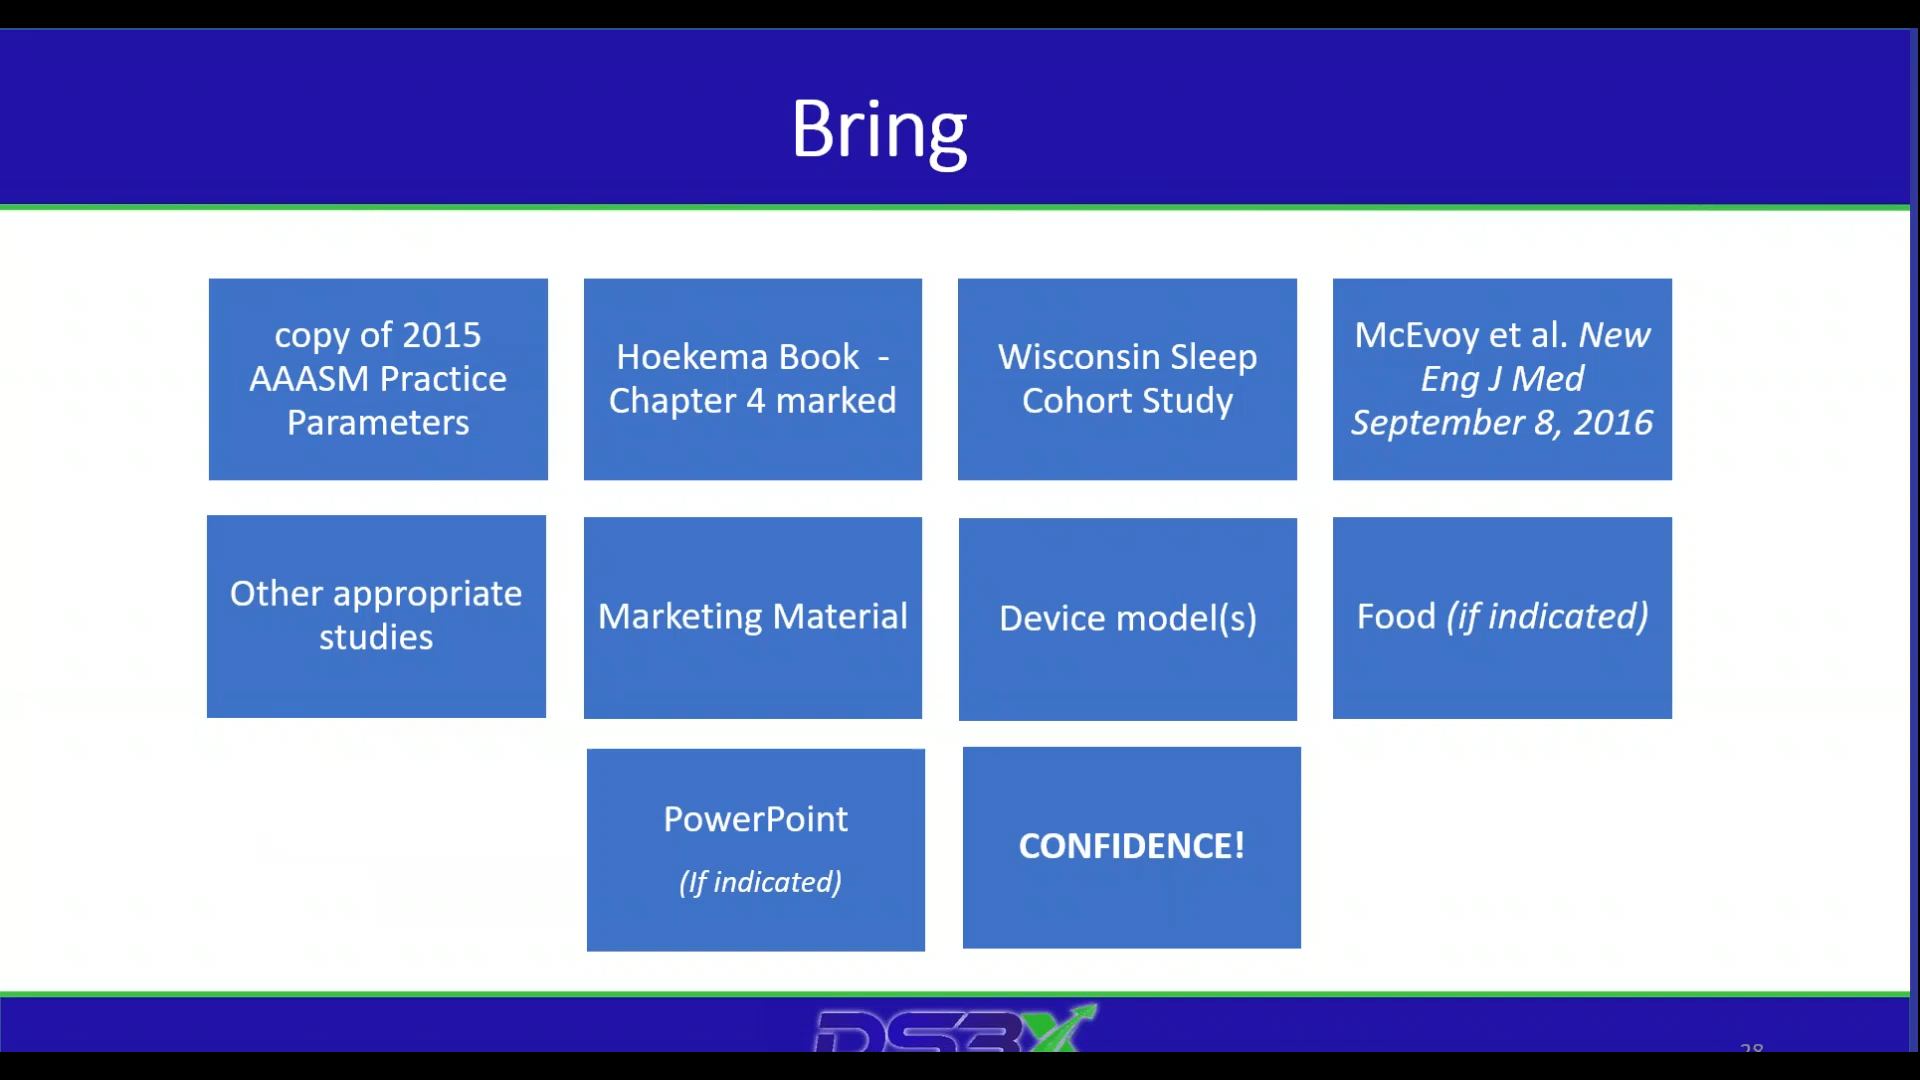 Bring
copy of 2015
AAASM Practice
Parameters
Hoekema Book -
Chapter 4 marked
Wisconsin Sleep
Cohort Study
McEvoy et al. New
Eng J Med
September 8, 2016
Other appropriate
studies
Marketing Material
Device model(s)
Food (if indicated)
PowerPoint
(If indicated)
CONFIDENCE!
DS3X
28